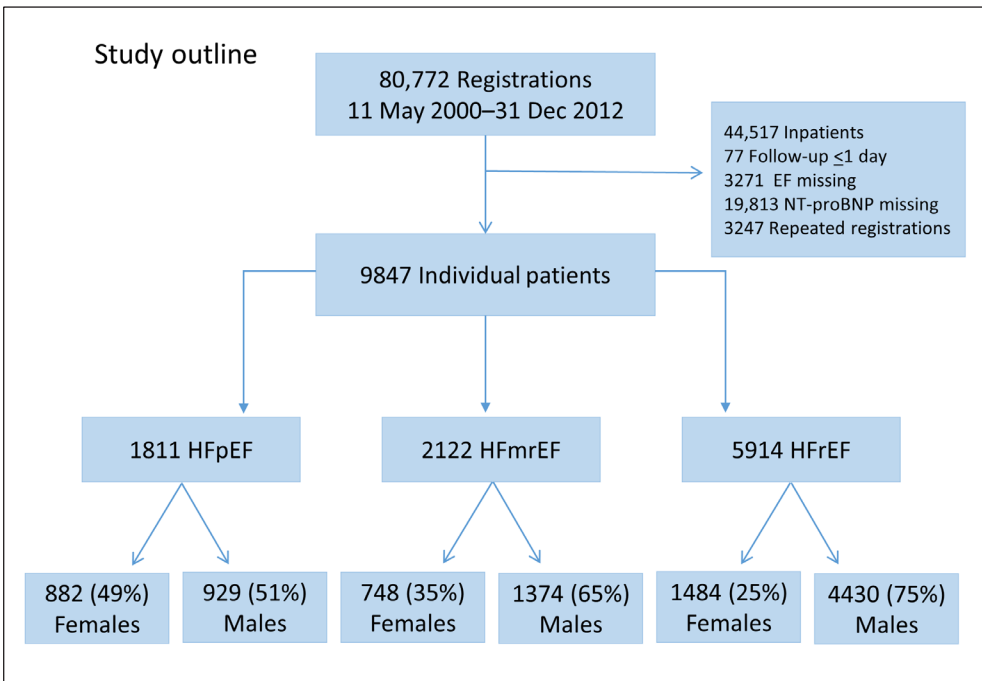 Study outline
80,772 Registrations
11 May 2000–31 Dec 2012
44,517 Inpatients
77 Follow-up ≤1 day
3271 EF missing
19,813 NT-proBNP missing
3247 Repeated registrations
9847 Individual patients
1811 HFpEF
2122 HFmrEF
5914 HFrEF
882 (49%)
Females
929 (51%)
Males
748 (35%)
Females
1374 (65%)
Males
1484 (25%)
Females
4430 (75%)
Males